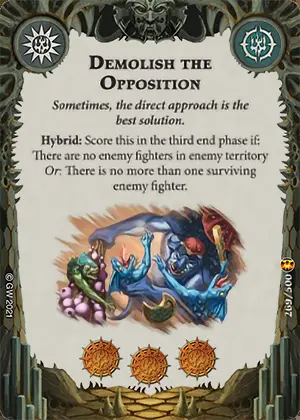 DEMOLISH THE
OPPOSITION
Sometimes, the direct approach is the
best solution.
Hybrid: Score this in the third end phase if:
There are no enemy fighters in enemy territory
Or: There is no more than one surviving
enemy fighter.
© GW 2021
269/500